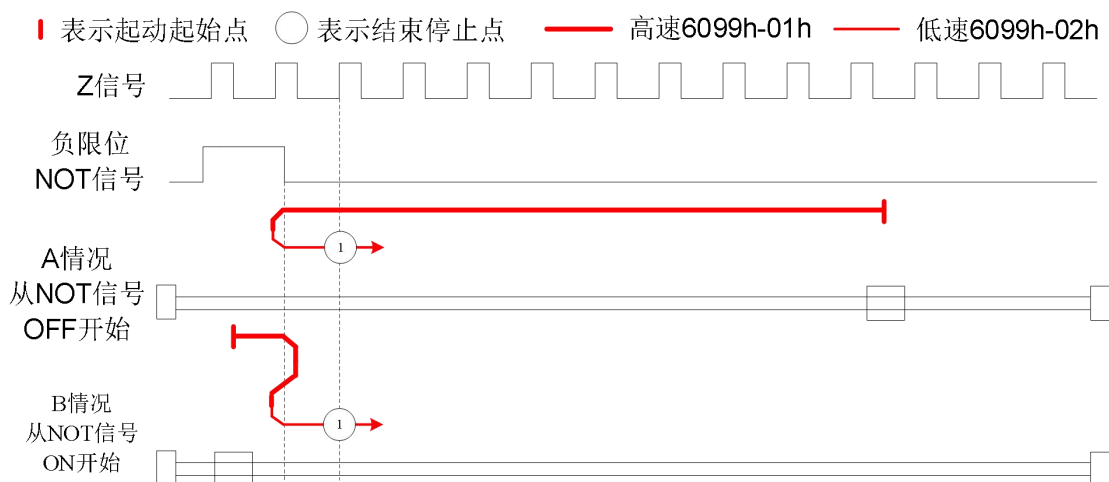 表示起动起始点 表示结束停止点 高速6099h-01h 低速6099h-02h
Z信号
负限位
NOT信号
1
A情况
从NOT信号
OFF开始
B情况
从NOT信号
ON开始
1